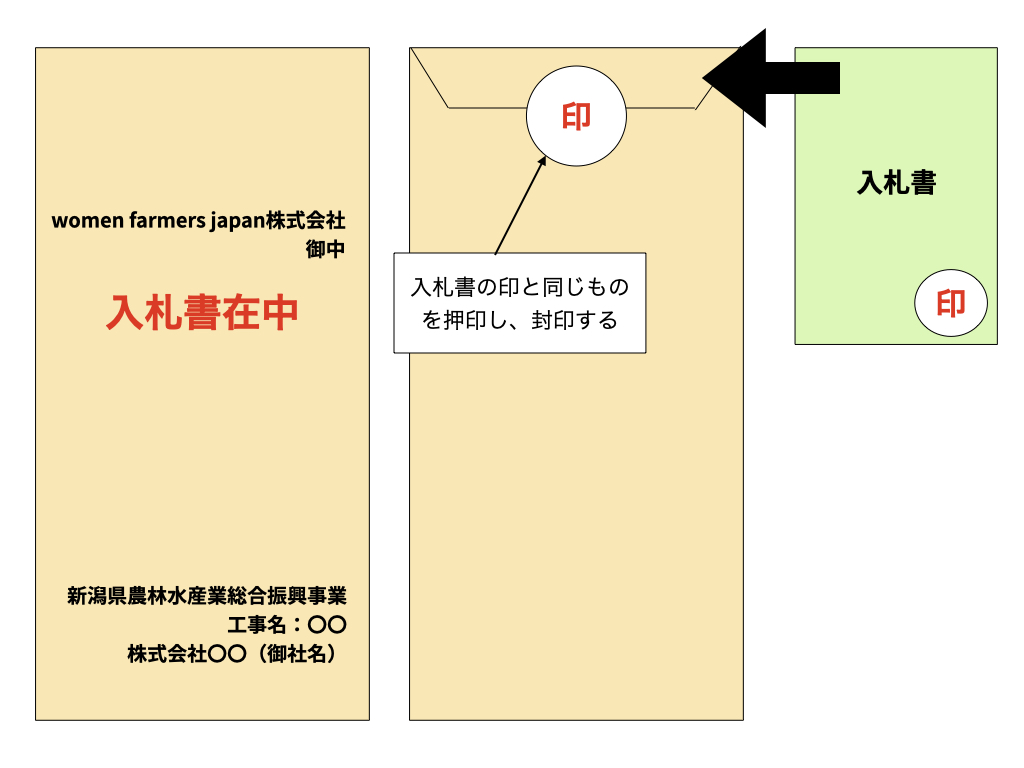 women farmers japan株式会社
御中
入札書在中
新潟県農林水産業総合振興事業
工事名：〇〇
株式会社〇〇（御社名）
印
入札書の印と同じもの
を押印し、封印する
入札書
印